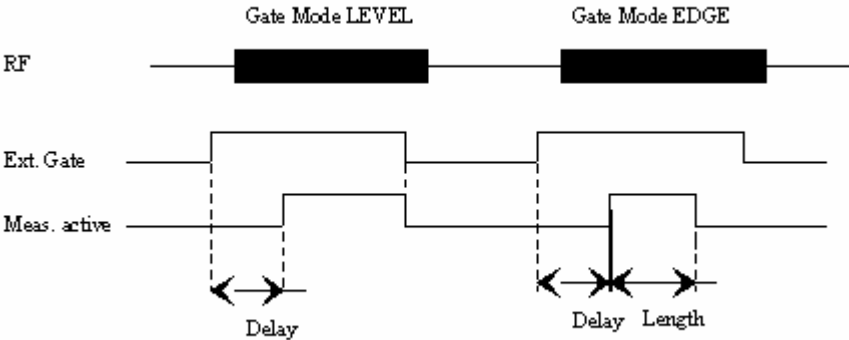 Gate Mode LEVEL Gate Mode EDGE
RF
Ext. Gate
Meas. active
Delay Delay Length